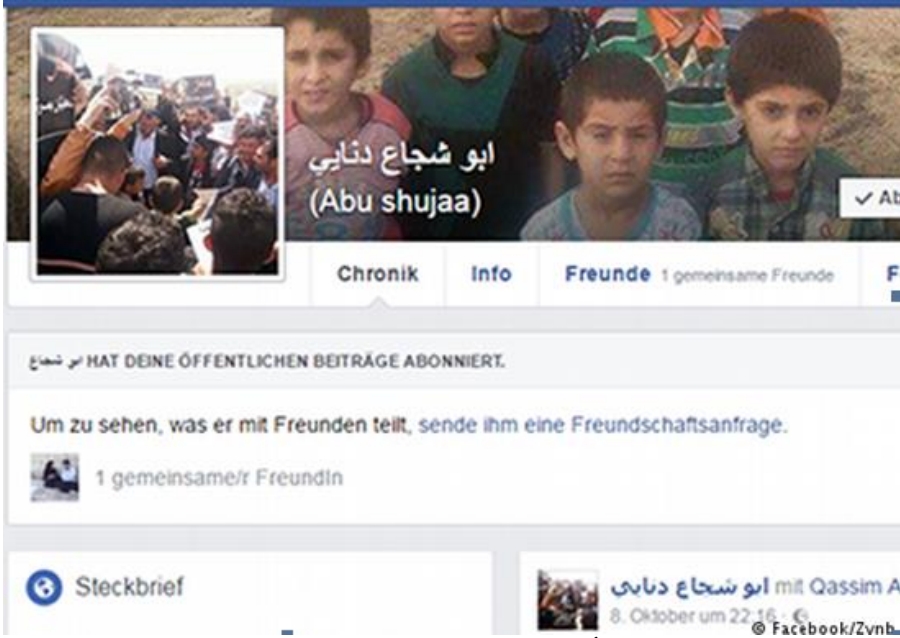 ابو شجاع دنايي
(Abu shujaa)
Chronik Info Freunde 1 gemeinsame Freunde
ابو شجاع HAT DEINE ÖFFENTLICHEN BEITRÄGE ABONNIERT.
Um zu sehen, was er mit Freunden teilt, sende ihm eine Freundschaftsanfrage.
1 gemeinsame/r FreundIn
Steckbrief
ابو شجاع دنايي mit Qassim A
8. Oktober um 22:16 ·
© Facebook/Zynb